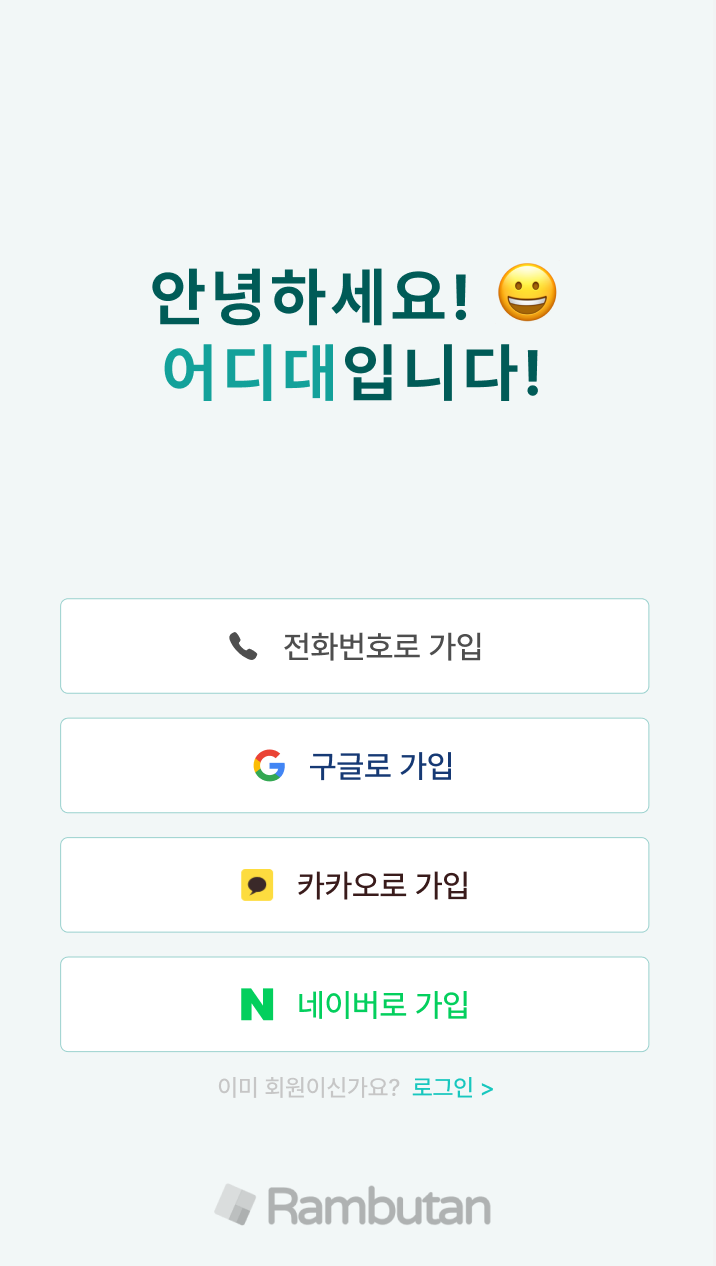 안녕하세요! 😀
어디대입니다!
전화번호로 가입
구글로 가입
카카오로 가입
네이버로 가입
이미 회원이신가요? 로그인 >
Rambutan